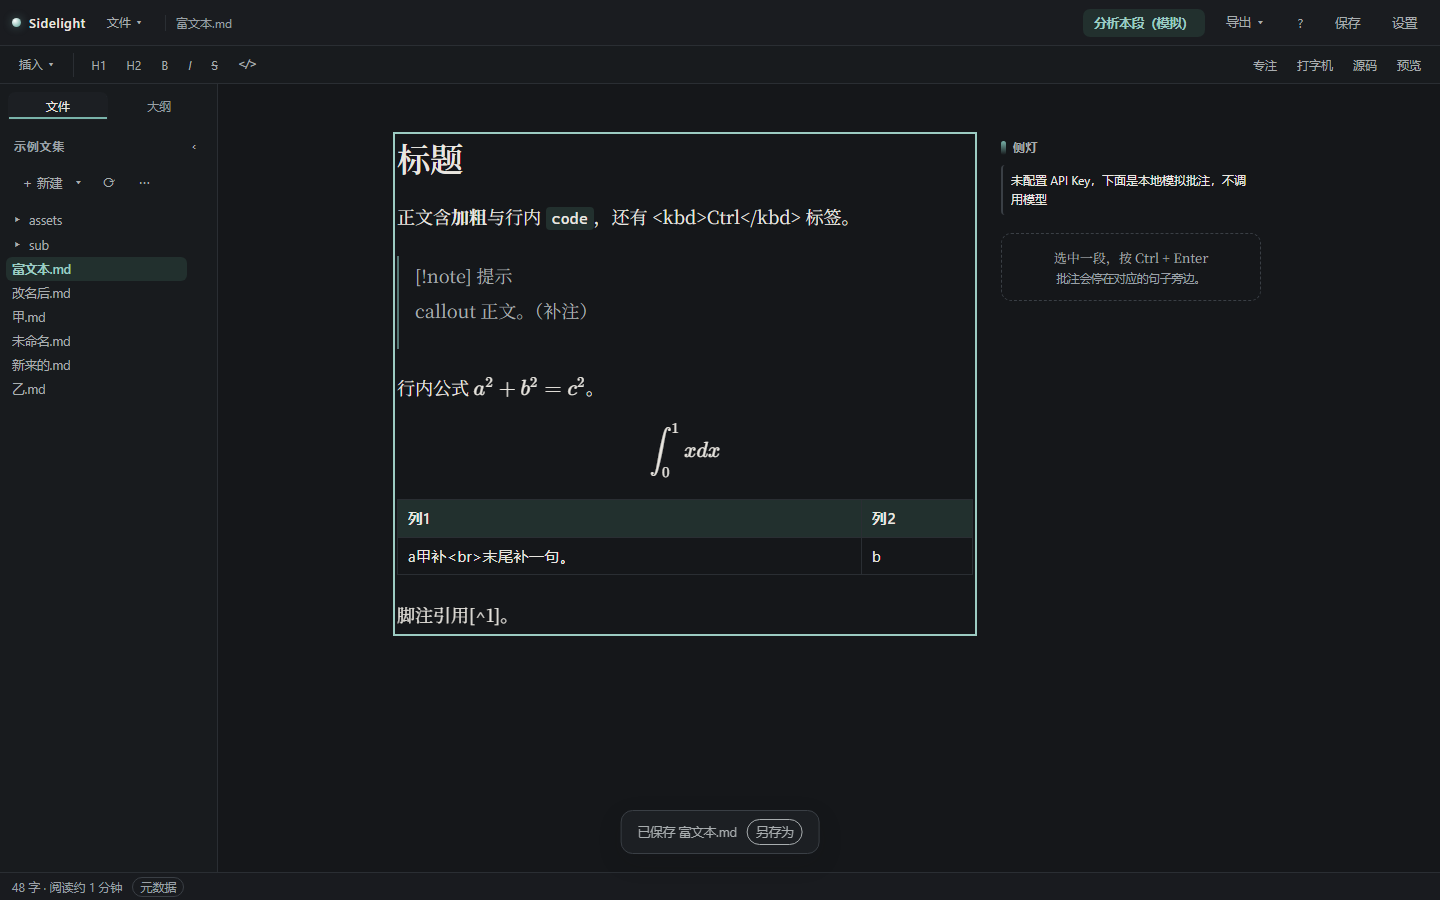 Sidelight 文件 富文本.md 分析本段（模拟） 导出 ? 保存 设置
插入 H1 H2 B I S </> 专注 打字机 源码 预览
文件 大纲
示例文集
+ 新建 ...
assets
sub
富文本.md
改名后.md
甲.md
未命名.md
新来的.md
乙.md
标题
正文含加粗与行内 code，还有 <kbd>Ctrl</kbd> 标签。
[!note] 提示
callout 正文。（补注）
行内公式 a² + b² = c²。
∫₀¹ xdx
列1 列2
a甲补<br>末尾补一句。 b
脚注引用[^1]。
侧灯
未配置 API Key，下面是本地模拟批注，不调
用模型
选中一段，按 Ctrl + Enter
批注会停在对应的句子旁边。
已保存 富文本.md 另存为
48 字 · 阅读约 1 分钟 元数据